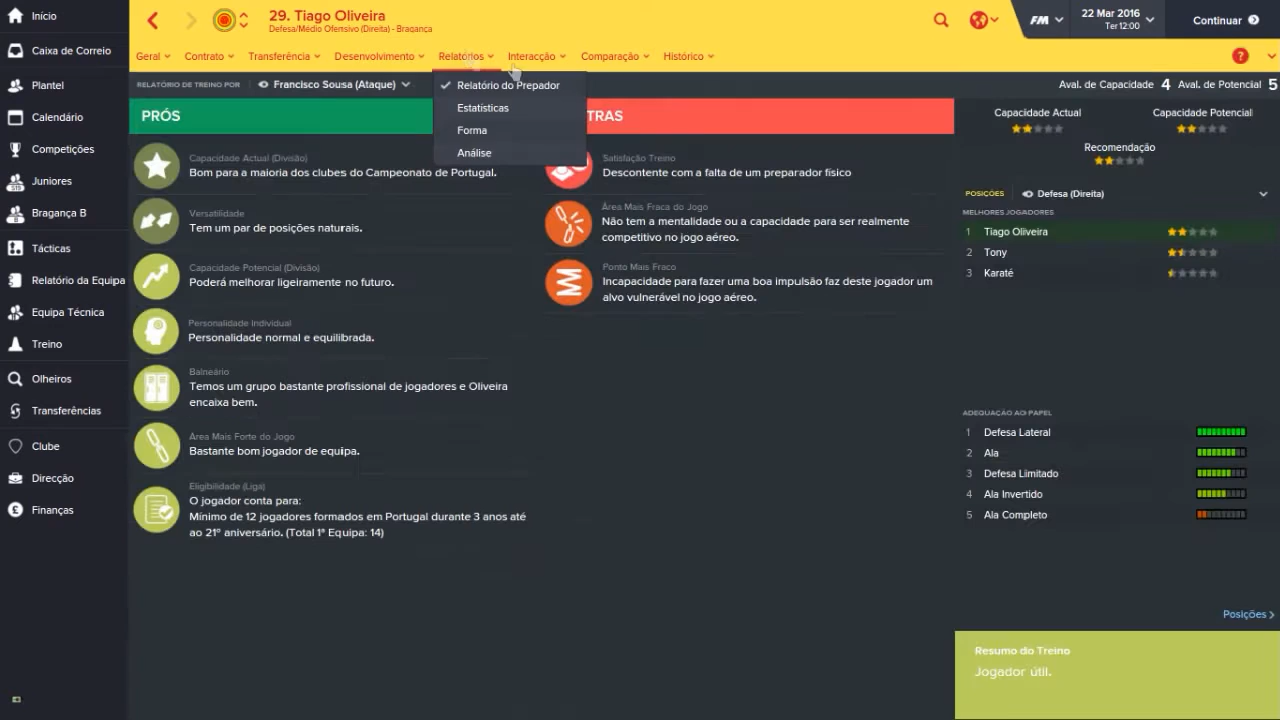 Início
Caixa de Correio
Plantel
Calendário
Competições
Juniores
Bragança B
Tácticas
Relatório da Equipa
Equipa Técnica
Treino
Olheiros
Transferências
Clube
Direcção
Finanças
29. Tiago Oliveira
Defesa/Médio Ofensivo (Direita) - Bragança
FM
22 Mar 2016
Ter 12:00
Continuar
Geral
Contrato
Transferência
Desenvolvimento
Relatórios
Interacção
Comparação
Histórico
?
RELATÓRIO DE TREINO POR
Francisco Sousa (Ataque)
Relatório do Prepador
Estatísticas
Forma
Análise
Aval. de Capacidade 4 Aval. de Potencial 5
PRÓS
TRAS
Capacidade Actual (Divisão)
Bom para a maioria dos clubes do Campeonato de Portugal.
Versatilidade
Tem um par de posições naturais.
Capacidade Potencial (Divisão)
Poderá melhorar ligeiramente no futuro.
Personalidade Individual
Personalidade normal e equilibrada.
Balneário
Temos um grupo bastante profissional de jogadores e Oliveira
encaixa bem.
Área Mais Forte do Jogo
Bastante bom jogador de equipa.
Eligibilidade (Liga)
O jogador conta para:
Mínimo de 12 jogadores formados em Portugal durante 3 anos até
ao 21º aniversário. (Total 1ª Equipa: 14)
Satisfação Treino
Descontente com a falta de um preparador físico
Área Mais Fraca do Jogo
Não tem a mentalidade ou a capacidade para ser realmente
competitivo no jogo aéreo.
Ponto Mais Fraco
Incapacidade para fazer uma boa impulsão faz deste jogador um
alvo vulnerável no jogo aéreo.
Capacidade Actual
Capacidade Potencial
Recomendação
POSIÇÕES
Defesa (Direita)
MELHORES JOGADORES
1 Tiago Oliveira
2 Tony
3 Karaté
ADEQUAÇÃO AO PAPEL
1 Defesa Lateral
2 Ala
3 Defesa Limitado
4 Ala Invertido
5 Ala Completo
Posições
Resumo do Treino
Jogador útil.